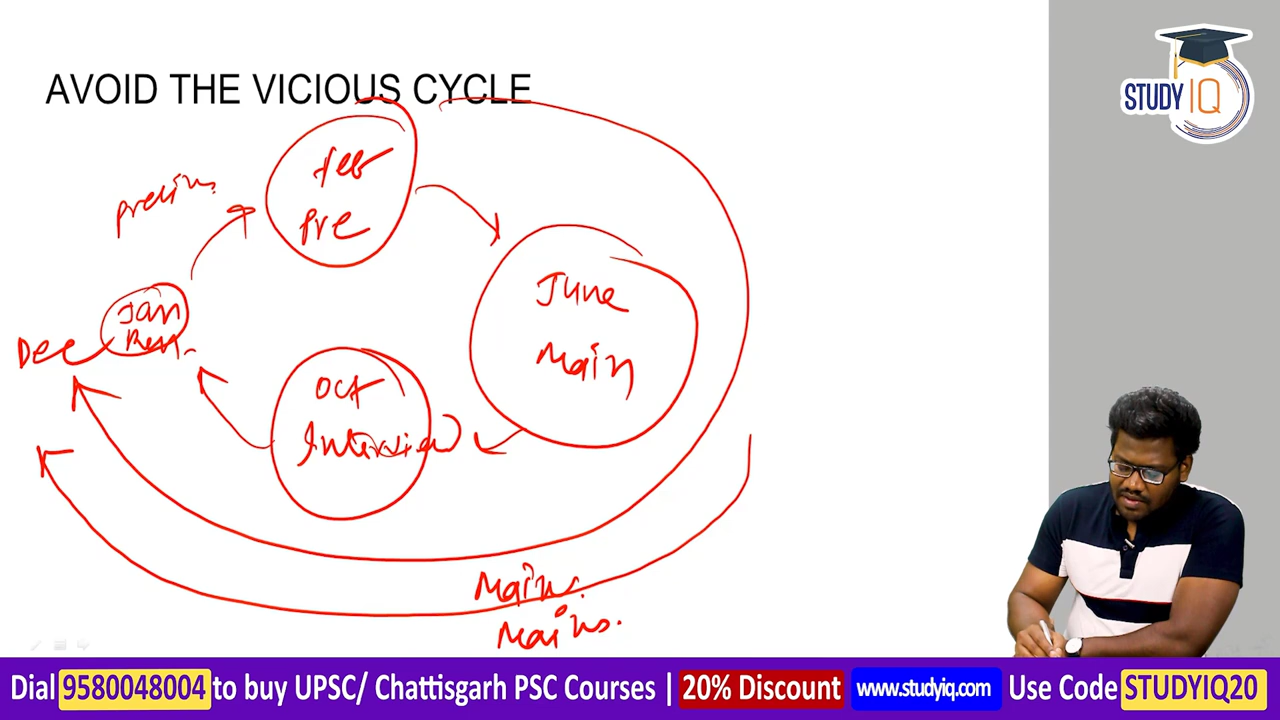 AVOID THE VICIOUS CYCLE
STUDY IQ
Feb
Pre
prelims
June
Main
Jan
Dec
Oct
Interview
Mains.
Mains.
Dial 9580048004 to buy UPSC/ Chattisgarh PSC Courses | 20% Discount www.studyiq.com Use Code STUDYIQ20